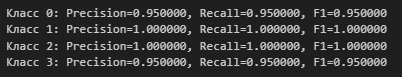 Класс 0: Precision=0.950000, Recall=0.950000, F1=0.950000
Класс 1: Precision=1.000000, Recall=1.000000, F1=1.000000
Класс 2: Precision=1.000000, Recall=1.000000, F1=1.000000
Класс 3: Precision=0.950000, Recall=0.950000, F1=0.950000